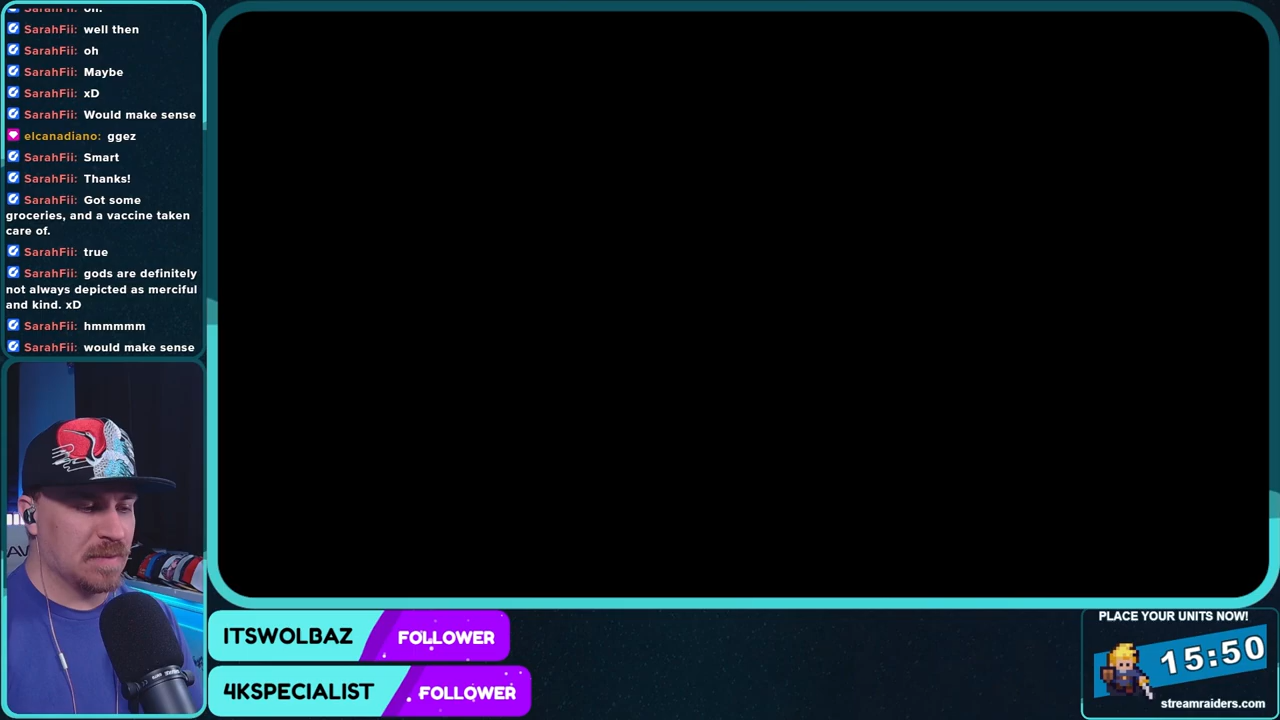 SarahFii: oh.
SarahFii: well then
SarahFii: oh
SarahFii: Maybe
SarahFii: xD
SarahFii: Would make sense
elcanadiano: ggez
SarahFii: Smart
SarahFii: Thanks!
SarahFii: Got some
groceries, and a vaccine taken
care of.
SarahFii: true
SarahFii: gods are definitely
not always depicted as merciful
and kind. xD
SarahFii: hmmmmm
SarahFii: would make sense
AV
ITSWOLBAZ FOLLOWER
4KSPECIALIST FOLLOWER
PLACE YOUR UNITS NOW!
15:50
streamraiders.com